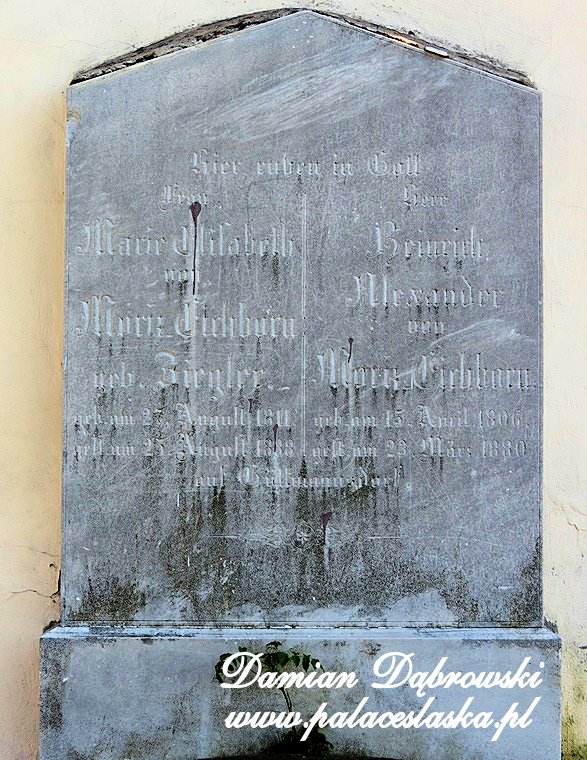 Hier ruhen in Gott
Frau
Marie Elisabeth
von
Moriz Eichborn
geb. Ziegler.
geb. am 27. August 1811
gest. am 25. August 1888
Herr
Heinrich
Alexander
von
Moriz Eichborn,
geb. am 15. April 1806,
gest. am 23. März 1880
auf Güttmannsdorf
Damian Dąbrowski
www.palaceslaska.pl